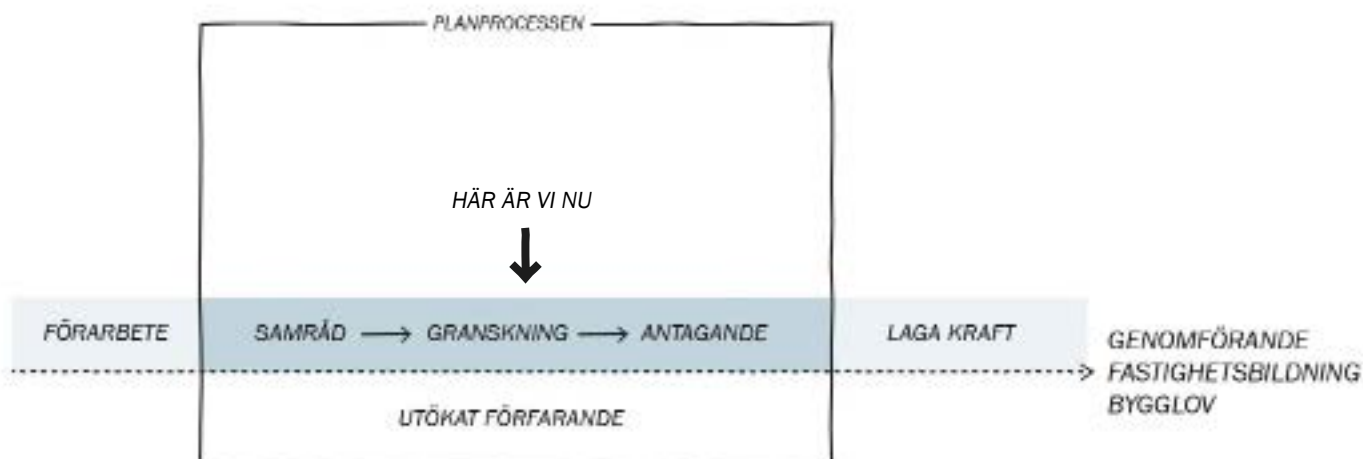 PLANPROCESSEN
HÄR ÄR VI NU
FÖRARBETE SAMRÅD → GRANSKNING → ANTAGANDE LAGA KRAFT
GENOMFÖRANDE
FASTIGHETSBILDNING
BYGGLOV
UTÖKAT FÖRFARANDE